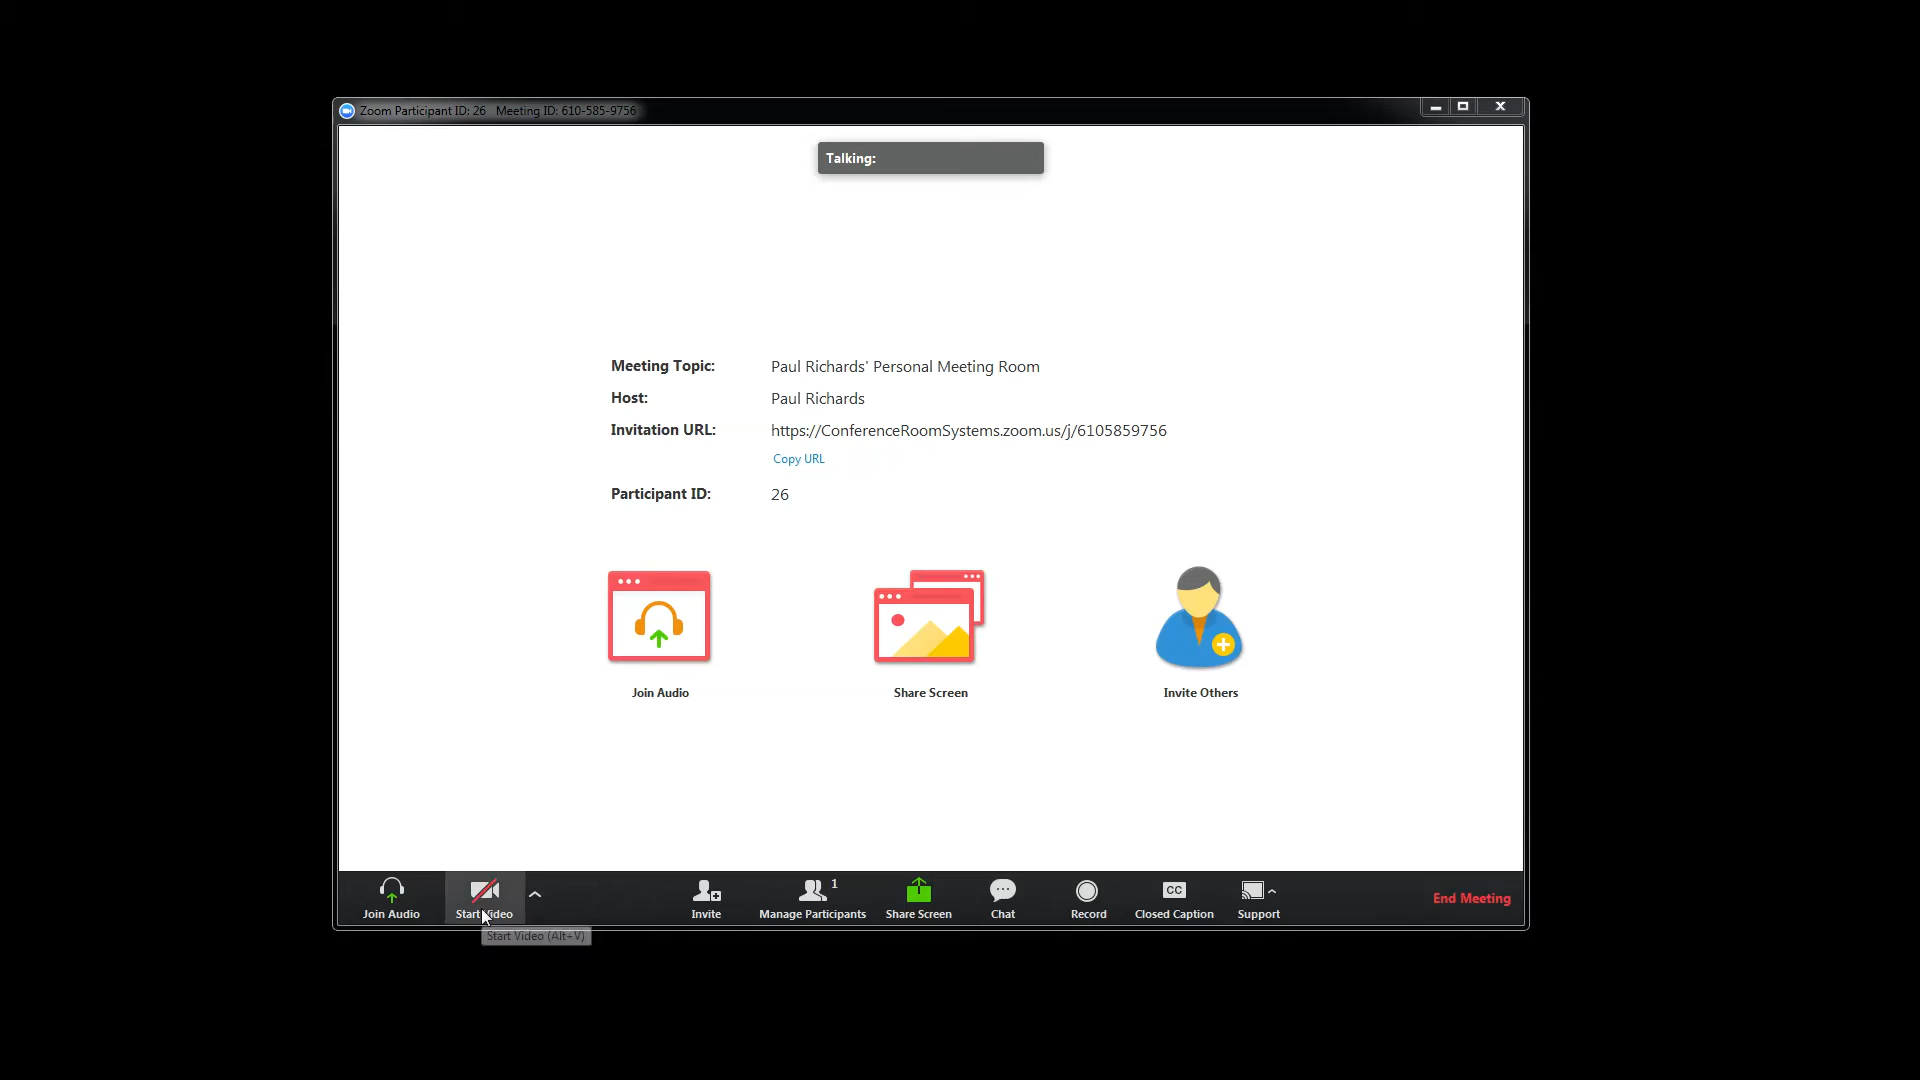 Zoom Participant ID: 26 Meeting ID: 610-585-9756
Talking:
Meeting Topic: Paul Richards' Personal Meeting Room
Host: Paul Richards
Invitation URL: https://ConferenceRoomSystems.zoom.us/j/6105859756
Copy URL
Participant ID: 26
Join Audio Share Screen Invite Others
1
CC
Join Audio Start Video Invite Manage Participants Share Screen Chat Record Closed Caption Support End Meeting
Start Video (Alt+V)